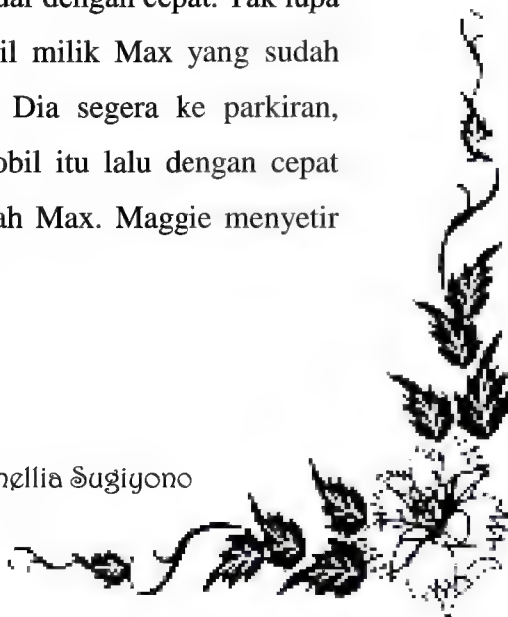 dengan cepat. Tak lupa
il milik Max yang sudah
Dia segera ke parkiran,
obil itu lalu dengan cepat
ah Max. Maggie menyetir
nellia Sugiyono